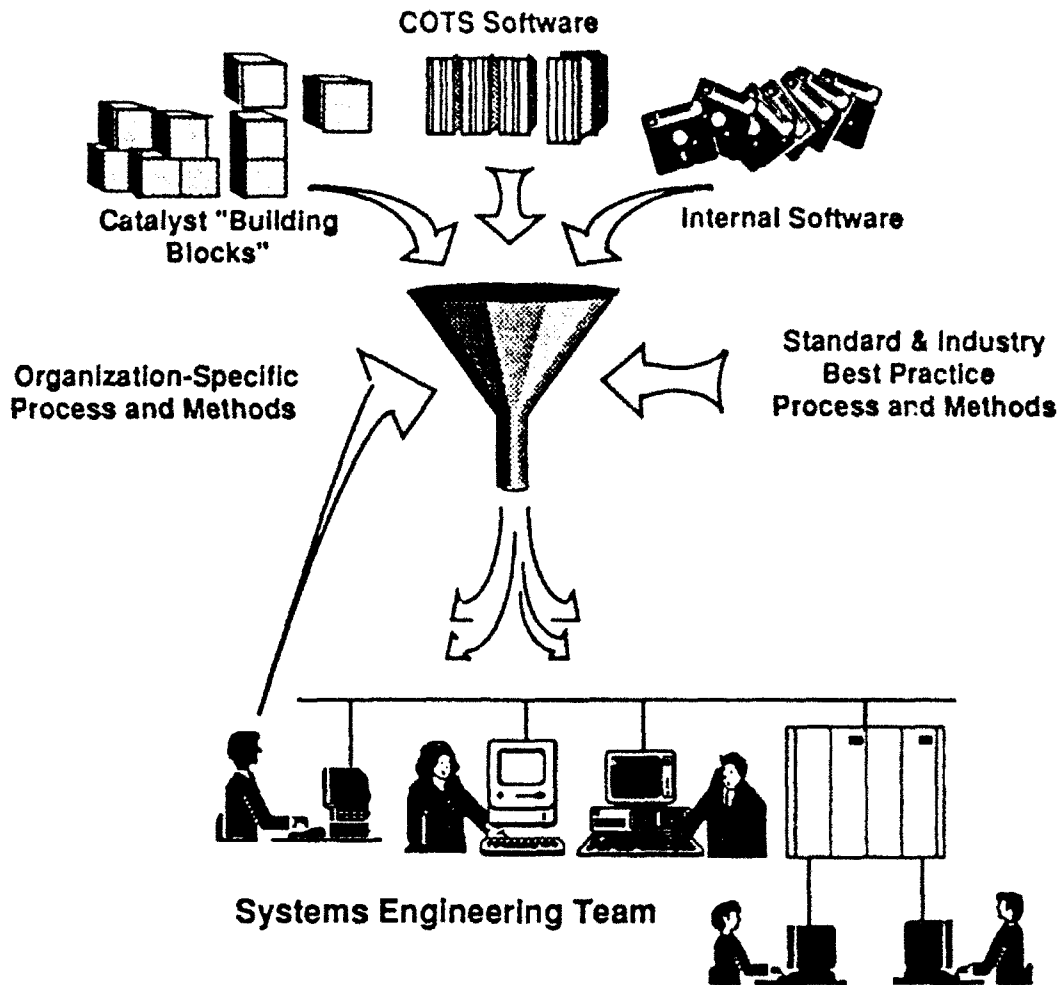 COTS Software
Catalyst "Building
Blocks"
Internal Software
Organization-Specific
Process and Methods
Standard & Industry
Best Practice
Process and Methods
Systems Engineering Team